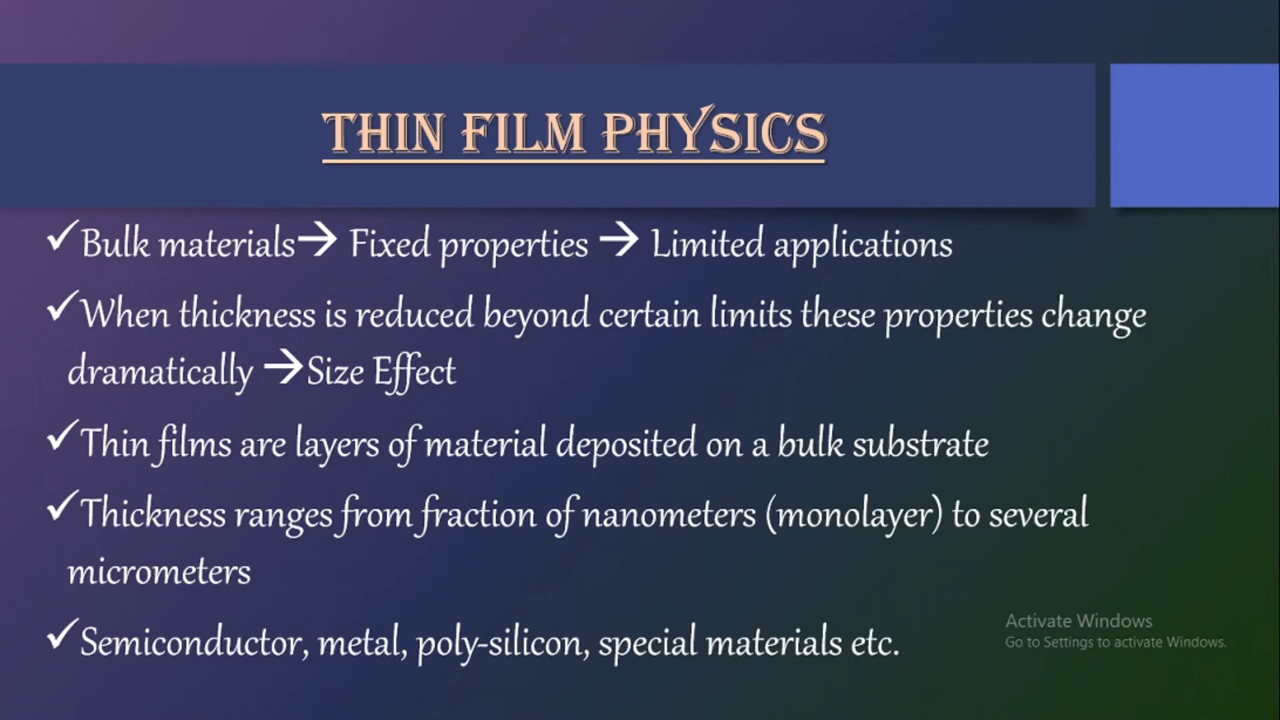 THIN FILM PHYSICS
✓Bulk materials→ Fixed properties → Limited applications
✓When thickness is reduced beyond certain limits these properties change
dramatically →Size Effect
✓Thin films are layers of material deposited on a bulk substrate
✓Thickness ranges from fraction of nanometers (monolayer) to several
micrometers
✓Semiconductor, metal, poly-silicon, special materials etc.
Activate Windows
Go to Settings to activate Windows.